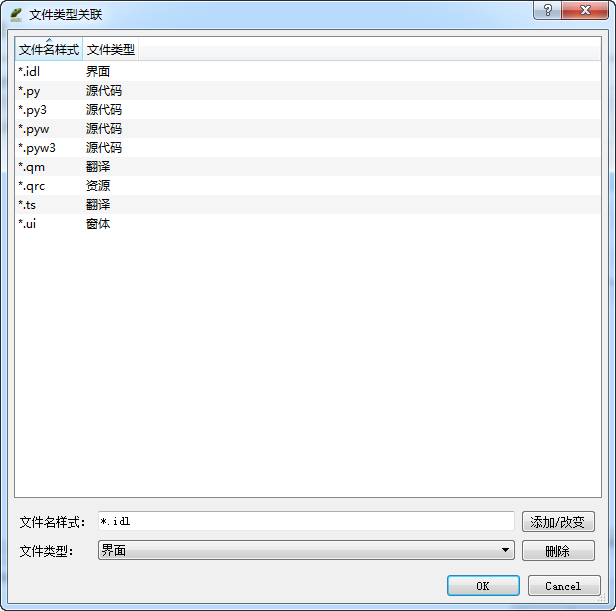 文件类型关联
文件名样式 文件类型
*.idl 界面
*.py 源代码
*.py3 源代码
*.pyw 源代码
*.pyw3 源代码
*.qm 翻译
*.qrc 资源
*.ts 翻译
*.ui 窗体
文件名样式： *.idl 添加/改变
文件类型： 界面 删除
OK Cancel